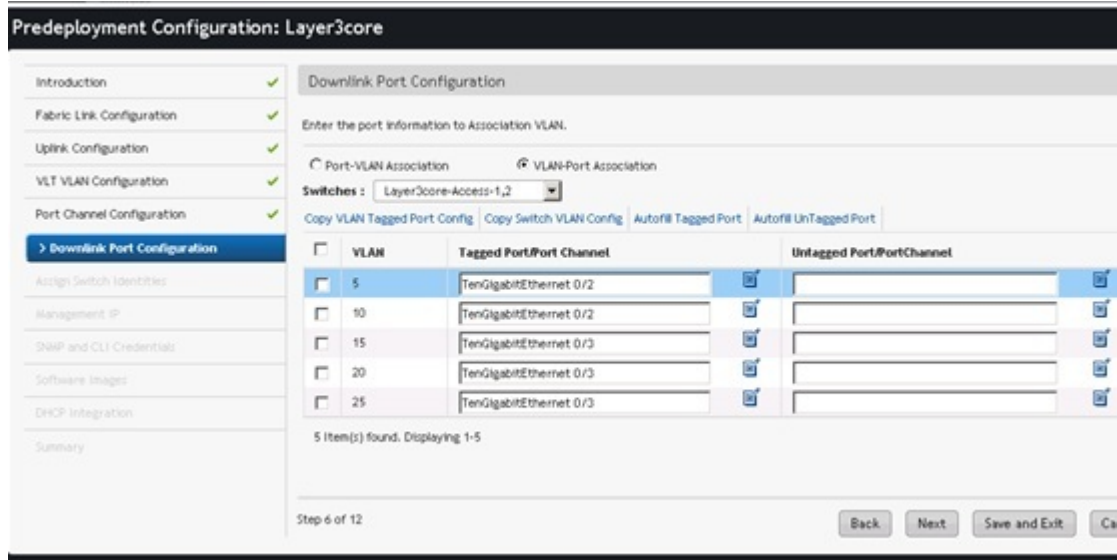 Predeployment Configuration: Layer3core
Introduction
Fabric Link Configuration
Uplink Configuration
VLT VLAN Configuration
Port Channel Configuration
> Downlink Port Configuration
Assign Switch Identities
Management IP
SNMP and CLI Credentials
Software Images
DHCP Integration
Summary
Downlink Port Configuration
Enter the port information to Association VLAN.
Port-VLAN Association VLAN-Port Association
Switches : Layer3core-Access-1,2
Copy VLAN Tagged Port Config Copy Switch VLAN Config Autofill Tagged Port Autofill UnTagged Port
VLAN Tagged Port/Port Channel Untagged Port/PortChannel
5 TenGigabitEthernet 0/2
10 TenGigabitEthernet 0/2
15 TenGigabitEthernet 0/3
20 TenGigabitEthernet 0/3
25 TenGigabitEthernet 0/3
5 Item(s) found. Displaying 1-5
Step 6 of 12 Back Next Save and Exit Ca